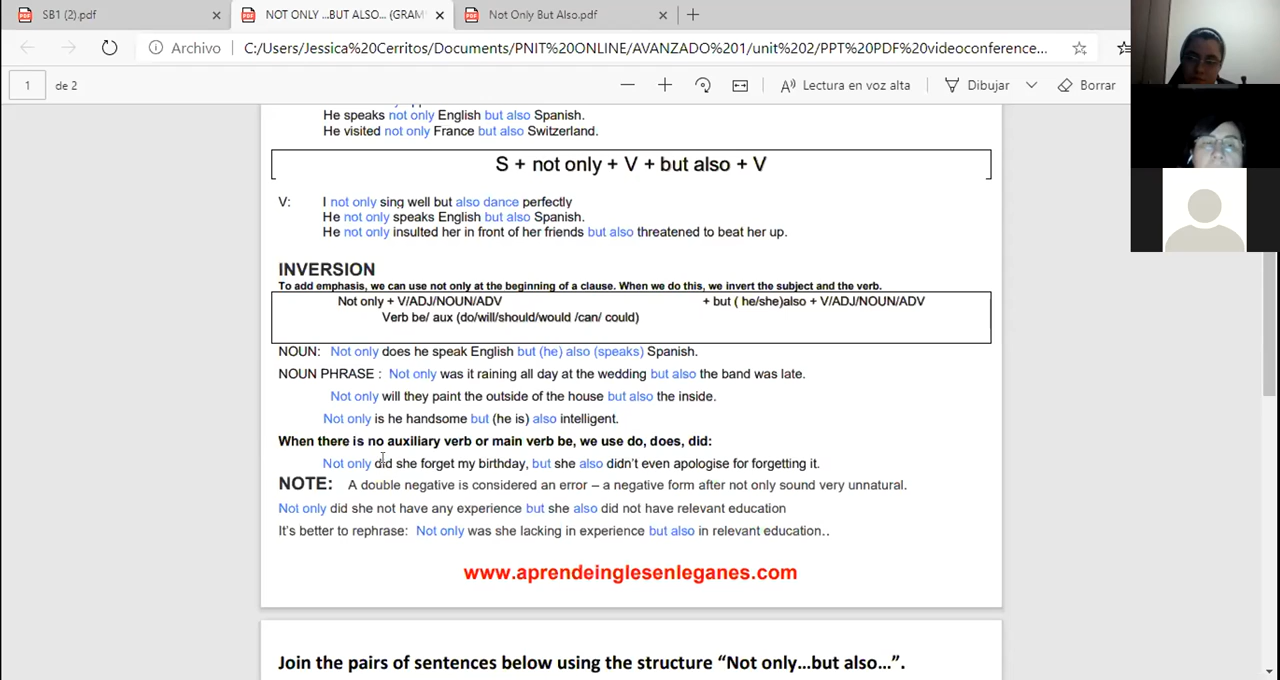 SB1 (2).pdf
NOT ONLY ...BUT ALSO... (GRAM
Not Only But Also.pdf
Archivo
C:/Users/Jessica%20Cerritos/Documents/PNIT%20ONLINE/AVANZADO%201/unit%202/PPT%20PDF%20videoconference...
1 de 2
Lectura en voz alta
Dibujar
Borrar
He speaks not only English but also Spanish.
He visited not only France but also Switzerland.
S + not only + V + but also + V
V: I not only sing well but also dance perfectly
He not only speaks English but also Spanish.
He not only insulted her in front of her friends but also threatened to beat her up.
INVERSION
To add emphasis, we can use not only at the beginning of a clause. When we do this, we invert the subject and the verb.
Not only + V/ADJ/NOUN/ADV + but ( he/she)also + V/ADJ/NOUN/ADV
Verb be/ aux (do/will/should/would /can/ could)
NOUN: Not only does he speak English but (he) also (speaks) Spanish.
NOUN PHRASE : Not only was it raining all day at the wedding but also the band was late.
Not only will they paint the outside of the house but also the inside.
Not only is he handsome but (he is) also intelligent.
When there is no auxiliary verb or main verb be, we use do, does, did:
Not only did she forget my birthday, but she also didn't even apologise for forgetting it.
NOTE: A double negative is considered an error – a negative form after not only sound very unnatural.
Not only did she not have any experience but she also did not have relevant education
It's better to rephrase: Not only was she lacking in experience but also in relevant education..
www.aprendeinglesenleganes.com
Join the pairs of sentences below using the structure “Not only...but also...”.